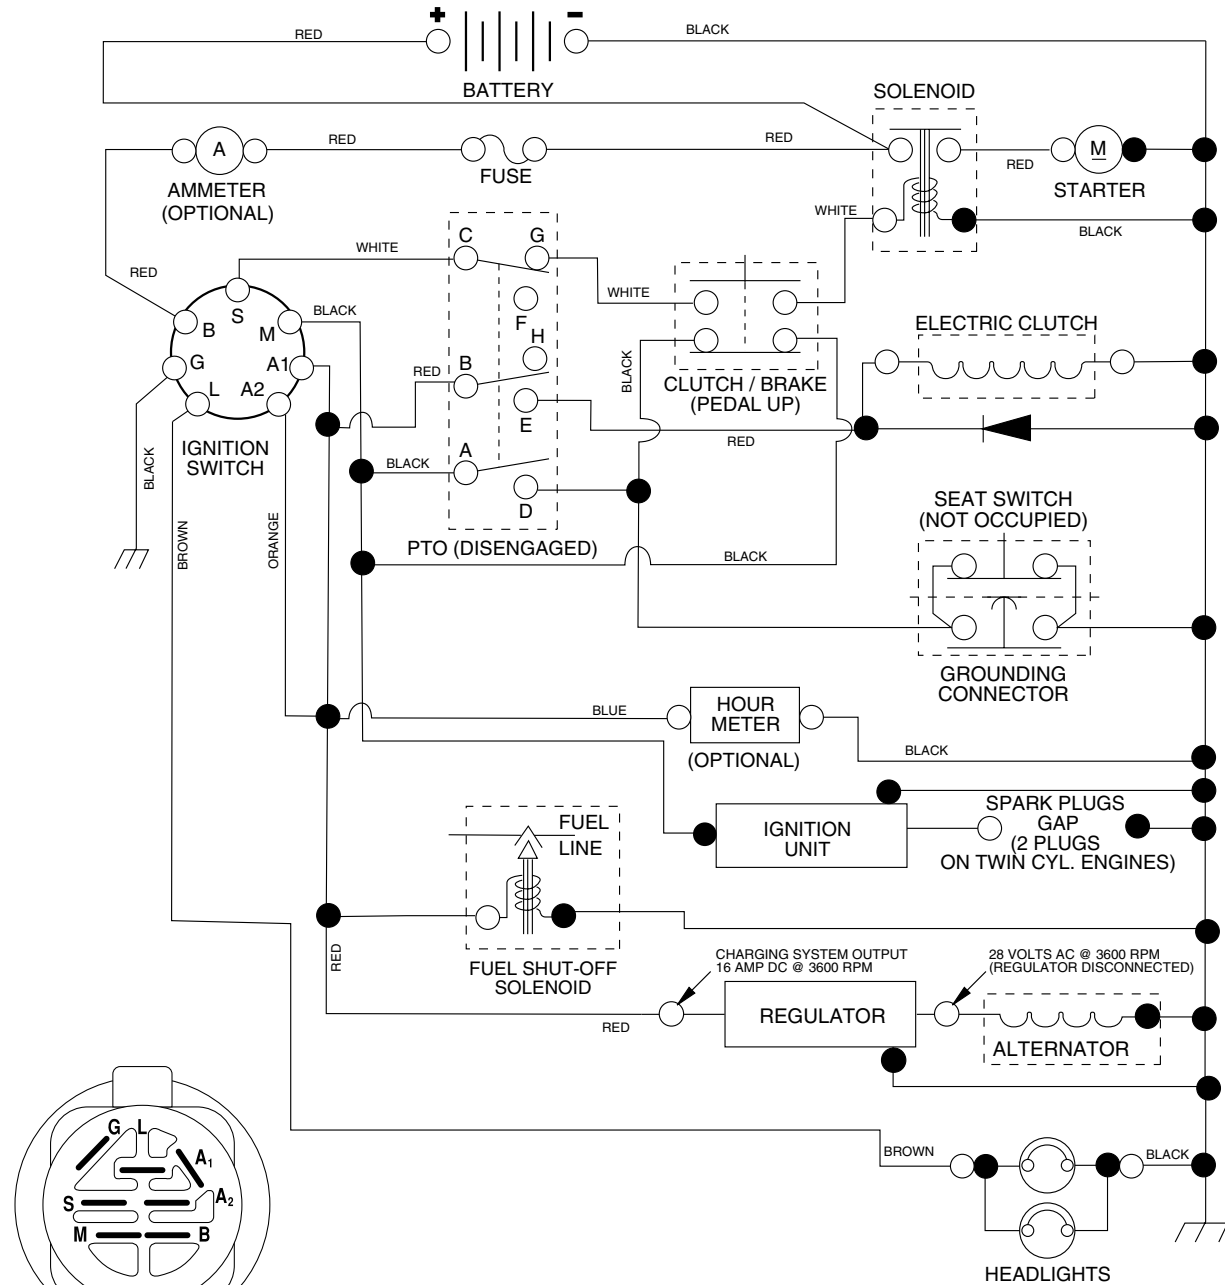 + -
RED
BLACK
BATTERY
SOLENOID
A
RED
RED
RED
M
AMMETER
(OPTIONAL)
FUSE
STARTER
WHITE
BLACK
C
G
WHITE
RED
S
BLACK
WHITE
F
B
M
H
ELECTRIC CLUTCH
G
A1
RED
B
BLACK
CLUTCH / BRAKE
(PEDAL UP)
L
A2
E
RED
IGNITION
SWITCH
BLACK
BLACK
A
D
SEAT SWITCH
(NOT OCCUPIED)
BROWN
ORANGE
PTO (DISENGAGED)
BLACK
GROUNDING
CONNECTOR
BLUE
HOUR
METER
(OPTIONAL)
BLACK
FUEL
LINE
IGNITION
UNIT
SPARK PLUGS
GAP
(2 PLUGS
ON TWIN CYL. ENGINES)
RED
FUEL SHUT-OFF
SOLENOID
CHARGING SYSTEM OUTPUT
16 AMP DC @ 3600 RPM
28 VOLTS AC @ 3600 RPM
(REGULATOR DISCONNECTED)
RED
REGULATOR
ALTERNATOR
G L
A1
S
A2
M
B
BROWN
BLACK
HEADLIGHTS